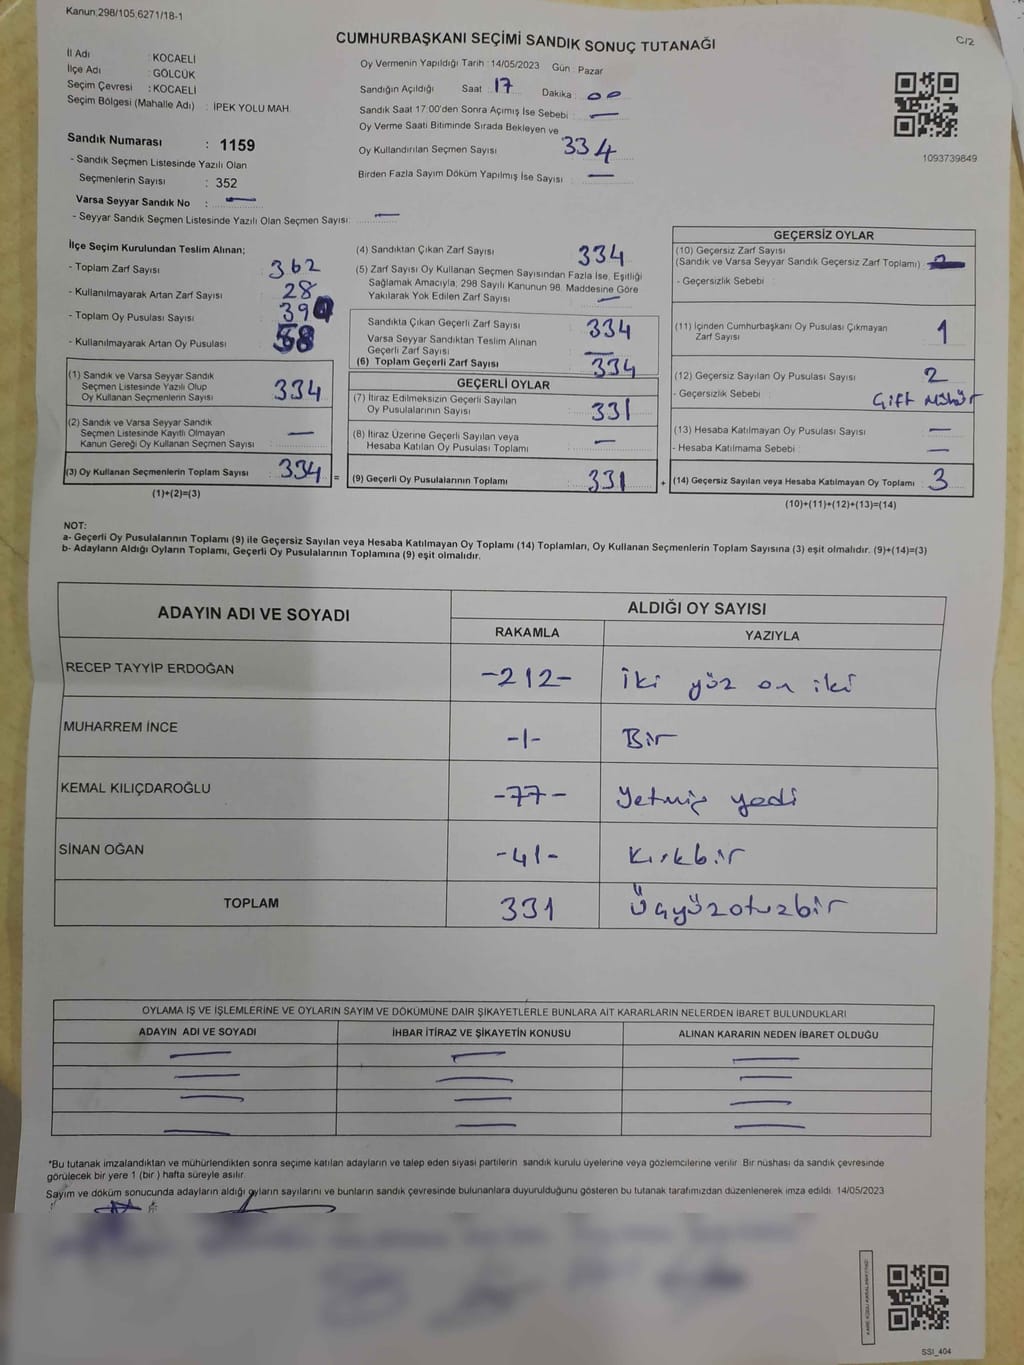 Kanun;298/105;6271/18-1
CUMHURBAŞKANI SEÇİMİ SANDIK SONUÇ TUTANAĞI
C/2
İl Adı : KOCAELİ
İlçe Adı : GÖLCÜK
Seçim Çevresi : KOCAELİ
Seçim Bölgesi (Mahalle Adı) : İPEK YOLU MAH.
Oy Vermenin Yapıldığı Tarih : 14/05/2023 Gün : Pazar
Sandığın Açıldığı Saat : 17 Dakika : 00
Sandık Saat 17:00'den Sonra Açımış İse Sebebi : —
Oy Verme Saati Bitiminde Sırada Bekleyen ve
Oy Kullandırılan Seçmen Sayısı : 334
Birden Fazla Sayım Döküm Yapılmış İse Sayısı : —
1093739849
Sandık Numarası : 1159
- Sandık Seçmen Listesinde Yazılı Olan
Seçmenlerin Sayısı : 352
Varsa Seyyar Sandık No : —
- Seyyar Sandık Seçmen Listesinde Yazılı Olan Seçmen Sayısı: —
İlçe Seçim Kurulundan Teslim Alınan;
- Toplam Zarf Sayısı : 362
- Kullanılmayarak Artan Zarf Sayısı : 28
- Toplam Oy Pusulası Sayısı :
- Kullanılmayarak Artan Oy Pusulası :
(1) Sandık ve Varsa Seyyar Sandık
Seçmen Listesinde Yazılı Olup
Oy Kullanan Seçmenlerin Sayısı : 334
(2) Sandık ve Varsa Seyyar Sandık
Seçmen Listesinde Kayıtlı Olmayan
Kanun Gereği Oy Kullanan Seçmen Sayısı : —
(3) Oy Kullanan Seçmenlerin Toplam Sayısı : 334 =
(1)+(2)=(3)
(4) Sandıktan Çıkan Zarf Sayısı : 334
(5) Zarf Sayısı Oy Kullanan Seçmen Sayısından Fazla İse, Eşitliği
Sağlamak Amacıyla, 298 Sayılı Kanunun 98. Maddesine Göre
Yakılarak Yok Edilen Zarf Sayısı : —
Sandıkta Çıkan Geçerli Zarf Sayısı : 334
Varsa Seyyar Sandıktan Teslim Alınan
Geçerli Zarf Sayısı : —
(6) Toplam Geçerli Zarf Sayısı : 334
GEÇERLİ OYLAR
(7) İtiraz Edilmeksizin Geçerli Sayılan
Oy Pusulalarının Sayısı : 331
(8) İtiraz Üzerine Geçerli Sayılan veya
Hesaba Katılan Oy Pusulası Toplamı : —
(9) Geçerli Oy Pusulalarının Toplamı : 331 +
GEÇERSİZ OYLAR
(10) Geçersiz Zarf Sayısı
(Sandık ve Varsa Seyyar Sandık Geçersiz Zarf Toplamı) :
- Geçersizlik Sebebi :
(11) İçinden Cumhurbaşkanı Oy Pusulası Çıkmayan
Zarf Sayısı : 1
(12) Geçersiz Sayılan Oy Pusulası Sayısı : 2
- Geçersizlik Sebebi : Çift Mühür
(13) Hesaba Katılmayan Oy Pusulası Sayısı : —
- Hesaba Katılmama Sebebi : —
(14) Geçersiz Sayılan veya Hesaba Katılmayan Oy Toplamı : 3
(10)+(11)+(12)+(13)=(14)
NOT:
a- Geçerli Oy Pusulalarının Toplamı (9) ile Geçersiz Sayılan veya Hesaba Katılmayan Oy Toplamı (14) Toplamları, Oy Kullanan Seçmenlerin Toplam Sayısına (3) eşit olmalıdır. (9)+(14)=(3)
b- Adayların Aldığı Oyların Toplamı, Geçerli Oy Pusulalarının Toplamına (9) eşit olmalıdır.
ADAYIN ADI VE SOYADI ALDIĞI OY SAYISI
RAKAMLA YAZIYLA
RECEP TAYYİP ERDOĞAN -212- İki yüz on iki
MUHARREM İNCE -1- Bir
KEMAL KILIÇDAROĞLU -77- Yetmiş yedi
SİNAN OĞAN -41- Kırkbir
TOPLAM 331 Üçyüzotuzbir
OYLAMA İŞ VE İŞLEMLERİNE VE OYLARIN SAYIM VE DÖKÜMÜNE DAİR ŞİKAYETLERLE BUNLARA AİT KARARLARIN NELERDEN İBARET BULUNDUKLARI
ADAYIN ADI VE SOYADI İHBAR İTİRAZ VE ŞİKAYETİN KONUSU ALINAN KARARIN NEDEN İBARET OLDUĞU
— — —
— — —
— — —
— — —
*Bu tutanak imzalandıktan ve mühürlendikten sonra seçime katılan adayların ve talep eden siyasi partilerin sandık kurulu üyelerine veya gözlemcilerine verilir. Bir nüshası da sandık çevresinde
görülecek bir yere 1 (bir ) hafta süreyle asılır.
Sayım ve döküm sonucunda adayların aldığı oyların sayılarını ve bunların sandık çevresinde bulunanlara duyurulduğunu gösteren bu tutanak tarafımızdan düzenlenerek imza edildi. 14/05/2023
KARE KODU KARALAMAYINIZ!
SSI_404